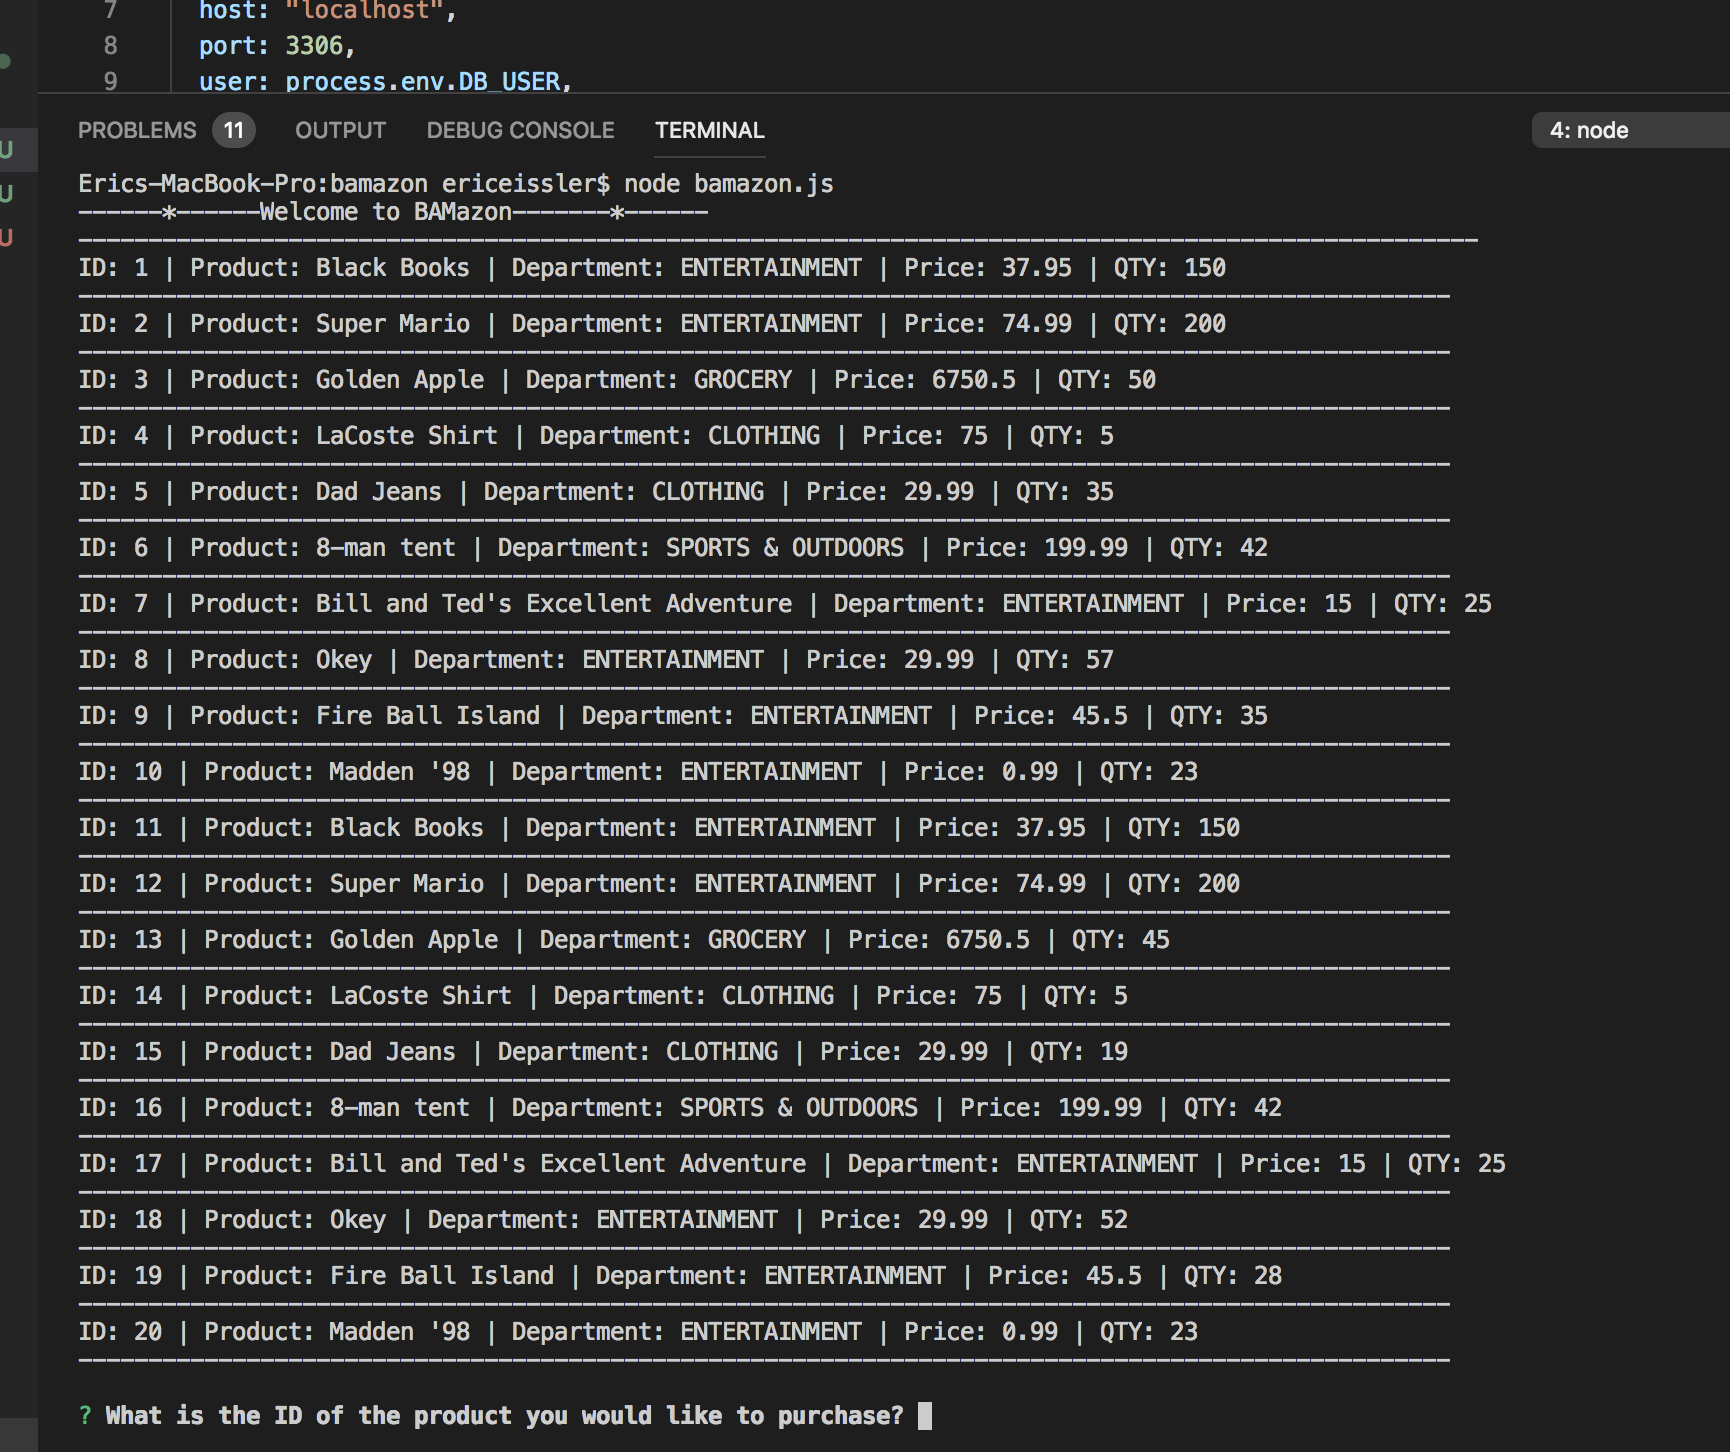 7 host: "localhost",
8 port: 3306,
9 user: process.env.DB_USER,
PROBLEMS 11 OUTPUT DEBUG CONSOLE TERMINAL 4: node
U
U
U
Erics-MacBook-Pro:bamazon ericeissler$ node bamazon.js
------*------Welcome to BAMazon-------*------
----------------------------------------------------------------------------------------------------
ID: 1 | Product: Black Books | Department: ENTERTAINMENT | Price: 37.95 | QTY: 150
--------------------------------------------------------------------------------------------------
ID: 2 | Product: Super Mario | Department: ENTERTAINMENT | Price: 74.99 | QTY: 200
--------------------------------------------------------------------------------------------------
ID: 3 | Product: Golden Apple | Department: GROCERY | Price: 6750.5 | QTY: 50
--------------------------------------------------------------------------------------------------
ID: 4 | Product: LaCoste Shirt | Department: CLOTHING | Price: 75 | QTY: 5
--------------------------------------------------------------------------------------------------
ID: 5 | Product: Dad Jeans | Department: CLOTHING | Price: 29.99 | QTY: 35
--------------------------------------------------------------------------------------------------
ID: 6 | Product: 8-man tent | Department: SPORTS & OUTDOORS | Price: 199.99 | QTY: 42
--------------------------------------------------------------------------------------------------
ID: 7 | Product: Bill and Ted's Excellent Adventure | Department: ENTERTAINMENT | Price: 15 | QTY: 25
--------------------------------------------------------------------------------------------------
ID: 8 | Product: Okey | Department: ENTERTAINMENT | Price: 29.99 | QTY: 57
--------------------------------------------------------------------------------------------------
ID: 9 | Product: Fire Ball Island | Department: ENTERTAINMENT | Price: 45.5 | QTY: 35
--------------------------------------------------------------------------------------------------
ID: 10 | Product: Madden '98 | Department: ENTERTAINMENT | Price: 0.99 | QTY: 23
--------------------------------------------------------------------------------------------------
ID: 11 | Product: Black Books | Department: ENTERTAINMENT | Price: 37.95 | QTY: 150
--------------------------------------------------------------------------------------------------
ID: 12 | Product: Super Mario | Department: ENTERTAINMENT | Price: 74.99 | QTY: 200
--------------------------------------------------------------------------------------------------
ID: 13 | Product: Golden Apple | Department: GROCERY | Price: 6750.5 | QTY: 45
--------------------------------------------------------------------------------------------------
ID: 14 | Product: LaCoste Shirt | Department: CLOTHING | Price: 75 | QTY: 5
--------------------------------------------------------------------------------------------------
ID: 15 | Product: Dad Jeans | Department: CLOTHING | Price: 29.99 | QTY: 19
--------------------------------------------------------------------------------------------------
ID: 16 | Product: 8-man tent | Department: SPORTS & OUTDOORS | Price: 199.99 | QTY: 42
--------------------------------------------------------------------------------------------------
ID: 17 | Product: Bill and Ted's Excellent Adventure | Department: ENTERTAINMENT | Price: 15 | QTY: 25
--------------------------------------------------------------------------------------------------
ID: 18 | Product: Okey | Department: ENTERTAINMENT | Price: 29.99 | QTY: 52
--------------------------------------------------------------------------------------------------
ID: 19 | Product: Fire Ball Island | Department: ENTERTAINMENT | Price: 45.5 | QTY: 28
--------------------------------------------------------------------------------------------------
ID: 20 | Product: Madden '98 | Department: ENTERTAINMENT | Price: 0.99 | QTY: 23
--------------------------------------------------------------------------------------------------
? What is the ID of the product you would like to purchase?